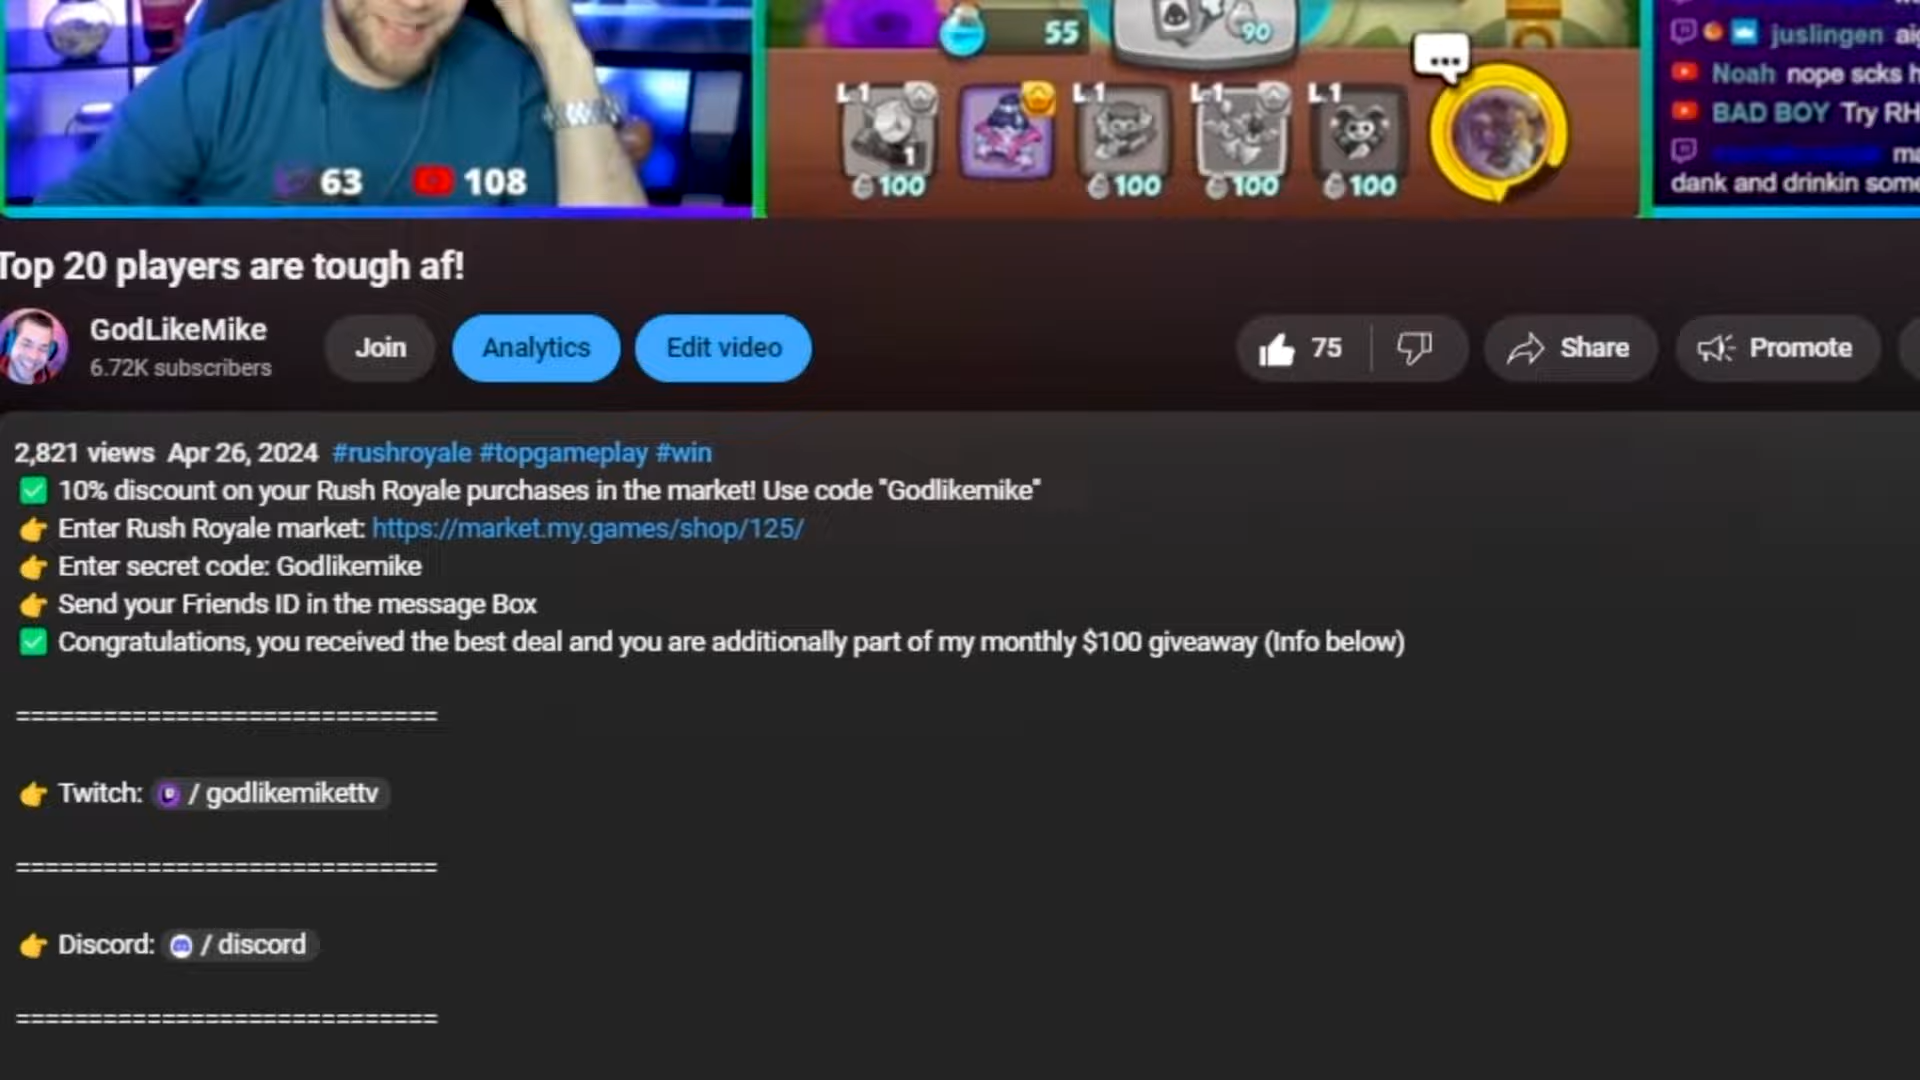 55
90
juslingen
Noah nope scks h
BAD BOY Try RH
dank and drinkin some
63
108
L1
1
100
L1
100
L1
100
L1
100
Top 20 players are tough af!
GodLikeMike
6.72K subscribers
Join
Analytics
Edit video
75
Share
Promote
2,821 views Apr 26, 2024 #rushroyale #topgameplay #win
✅ 10% discount on your Rush Royale purchases in the market! Use code "Godlikemike"
👉 Enter Rush Royale market: https://market.my.games/shop/125/
👉 Enter secret code: Godlikemike
👉 Send your Friends ID in the message Box
✅ Congratulations, you received the best deal and you are additionally part of my monthly $100 giveaway (Info below)
=============================
👉 Twitch: / godlikemikettv
=============================
👉 Discord: / discord
=============================